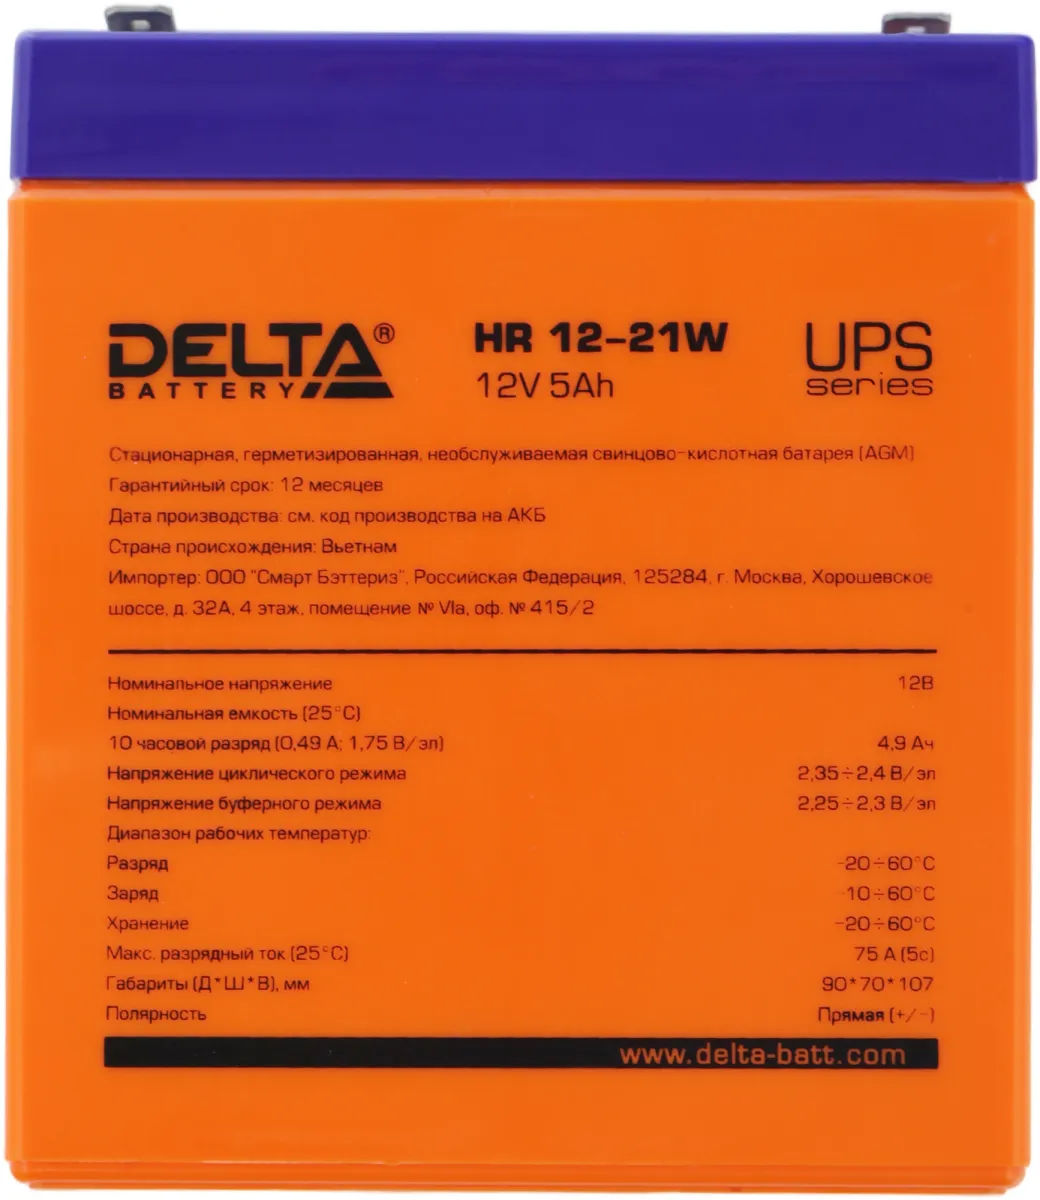 DELTA®
BATTERY
HR 12-21W
12V 5Ah
UPS
series
Стационарная, герметизированная, необслуживаемая свинцово-кислотная батарея (AGM)
Гарантийный срок: 12 месяцев
Дата производства: см. код производства на АКБ
Страна происхождения: Вьетнам
Импортер: ООО "Смарт Бэттериз", Российская Федерация, 125284, г. Москва, Хорошевское
шоссе, д. 32А, 4 этаж, помещение № VIa, оф. № 415/2
Номинальное напряжение 12В
Номинальная емкость (25°С)
10 часовой разряд (0,49 А; 1,75 В/эл) 4,9 Ач
Напряжение циклического режима 2,35÷2,4 В/эл
Напряжение буферного режима 2,25÷2,3 В/эл
Диапазон рабочих температур:
Разряд -20÷60°С
Заряд -10÷60°С
Хранение -20÷60°С
Макс. разрядный ток (25°С) 75 А (5с)
Габариты (Д*Ш*В), мм 90*70*107
Полярность Прямая (+/-)
www.delta-batt.com